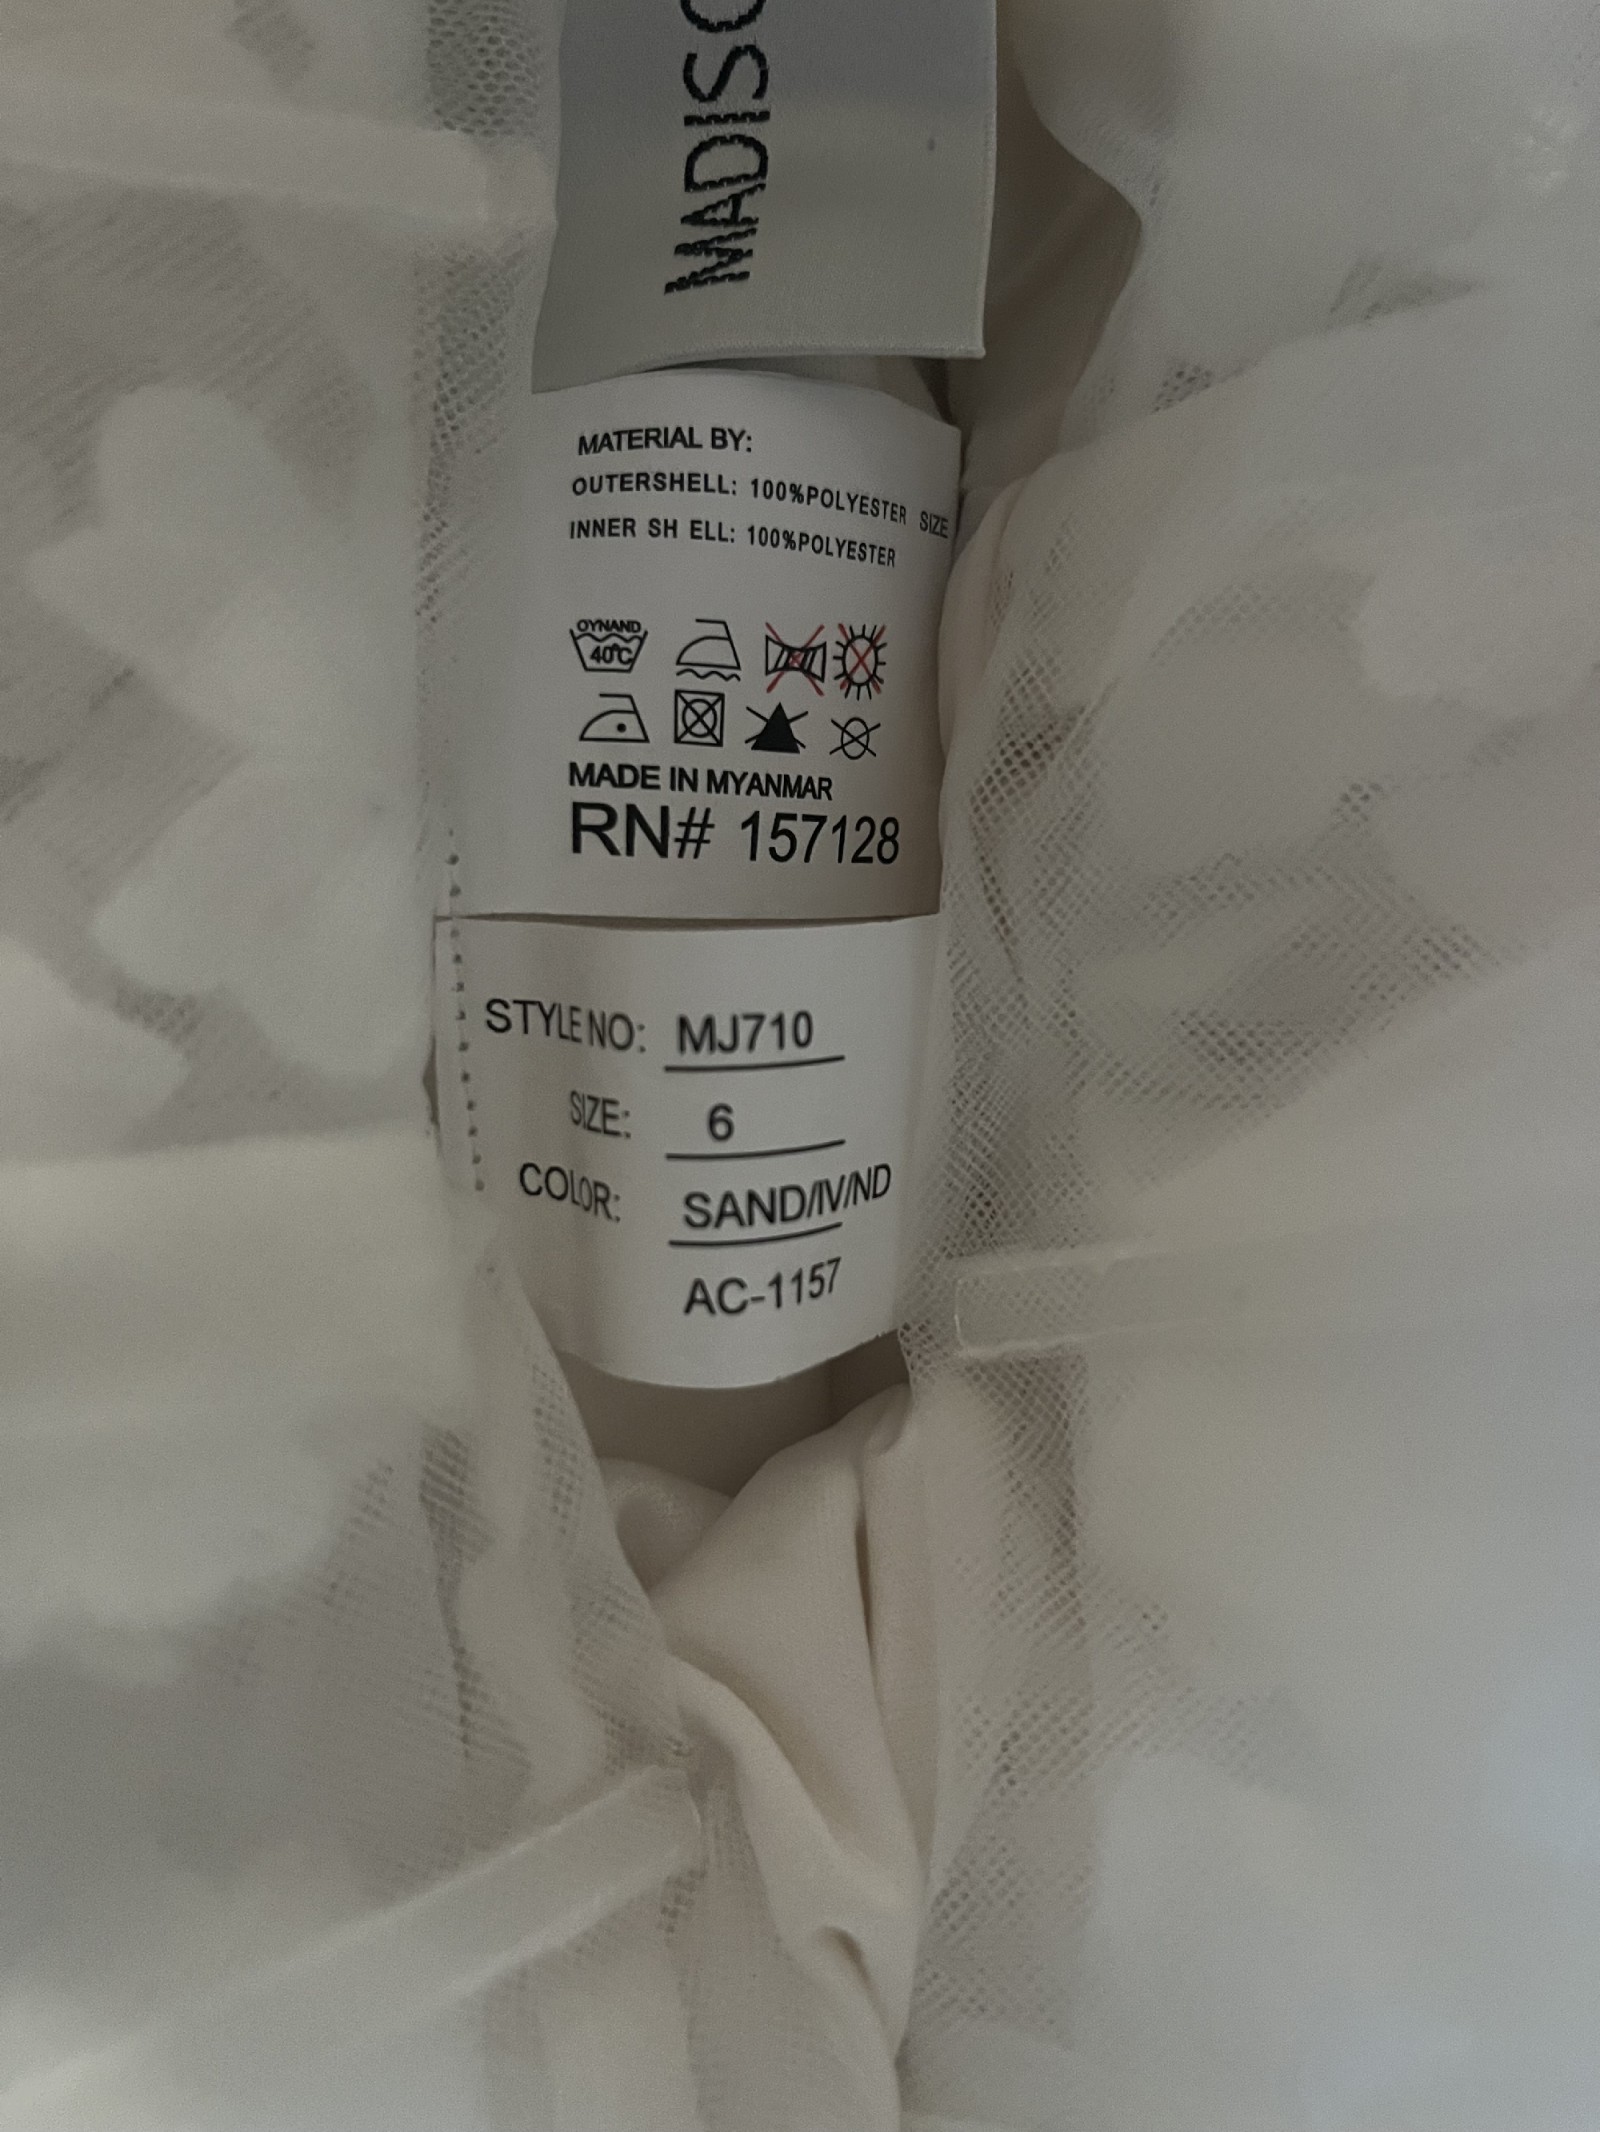 MADISO
MATERIAL BY:
OUTERSHELL: 100%POLYESTER SIZE
INNER SH ELL: 100%POLYESTER
OYNAND
40°C
MADE IN MYANMAR
RN# 157128
STYLE NO: MJ710
SIZE: 6
COLOR: SAND/IV/ND
AC-1157